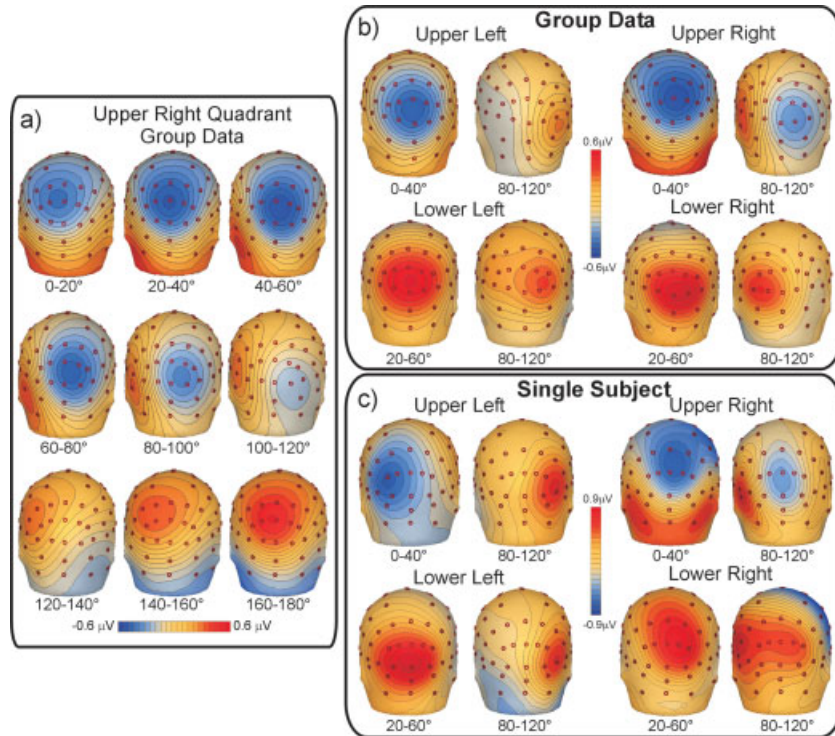 a)
Upper Right Quadrant
Group Data
0-20° 20-40° 40-60°
60-80° 80-100° 100-120°
120-140° 140-160° 160-180°
-0.6 µV 0.6 µV
b)
Group Data
Upper Left Upper Right
0.6µV
-0.6µV
0-40° 80-120° 0-40° 80-120°
Lower Left Lower Right
20-60° 80-120° 20-60° 80-120°
c)
Single Subject
Upper Left Upper Right
0.9µV
-0.9µV
0-40° 80-120° 0-40° 80-120°
Lower Left Lower Right
20-60° 80-120° 20-60° 80-120°